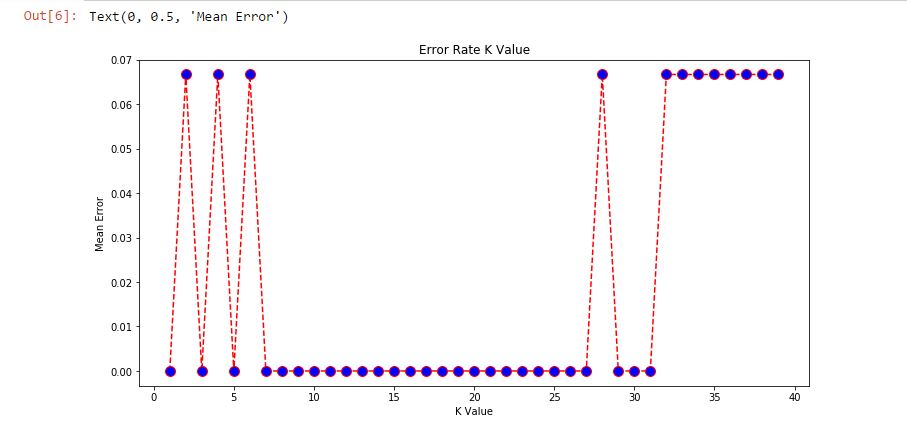 Out[6]: Text(0, 0.5, 'Mean Error')
Error Rate K Value
0.07
0.06
0.05
0.04
0.03
0.02
0.01
0.00
Mean Error
0 5 10 15 20 25 30 35 40
K Value